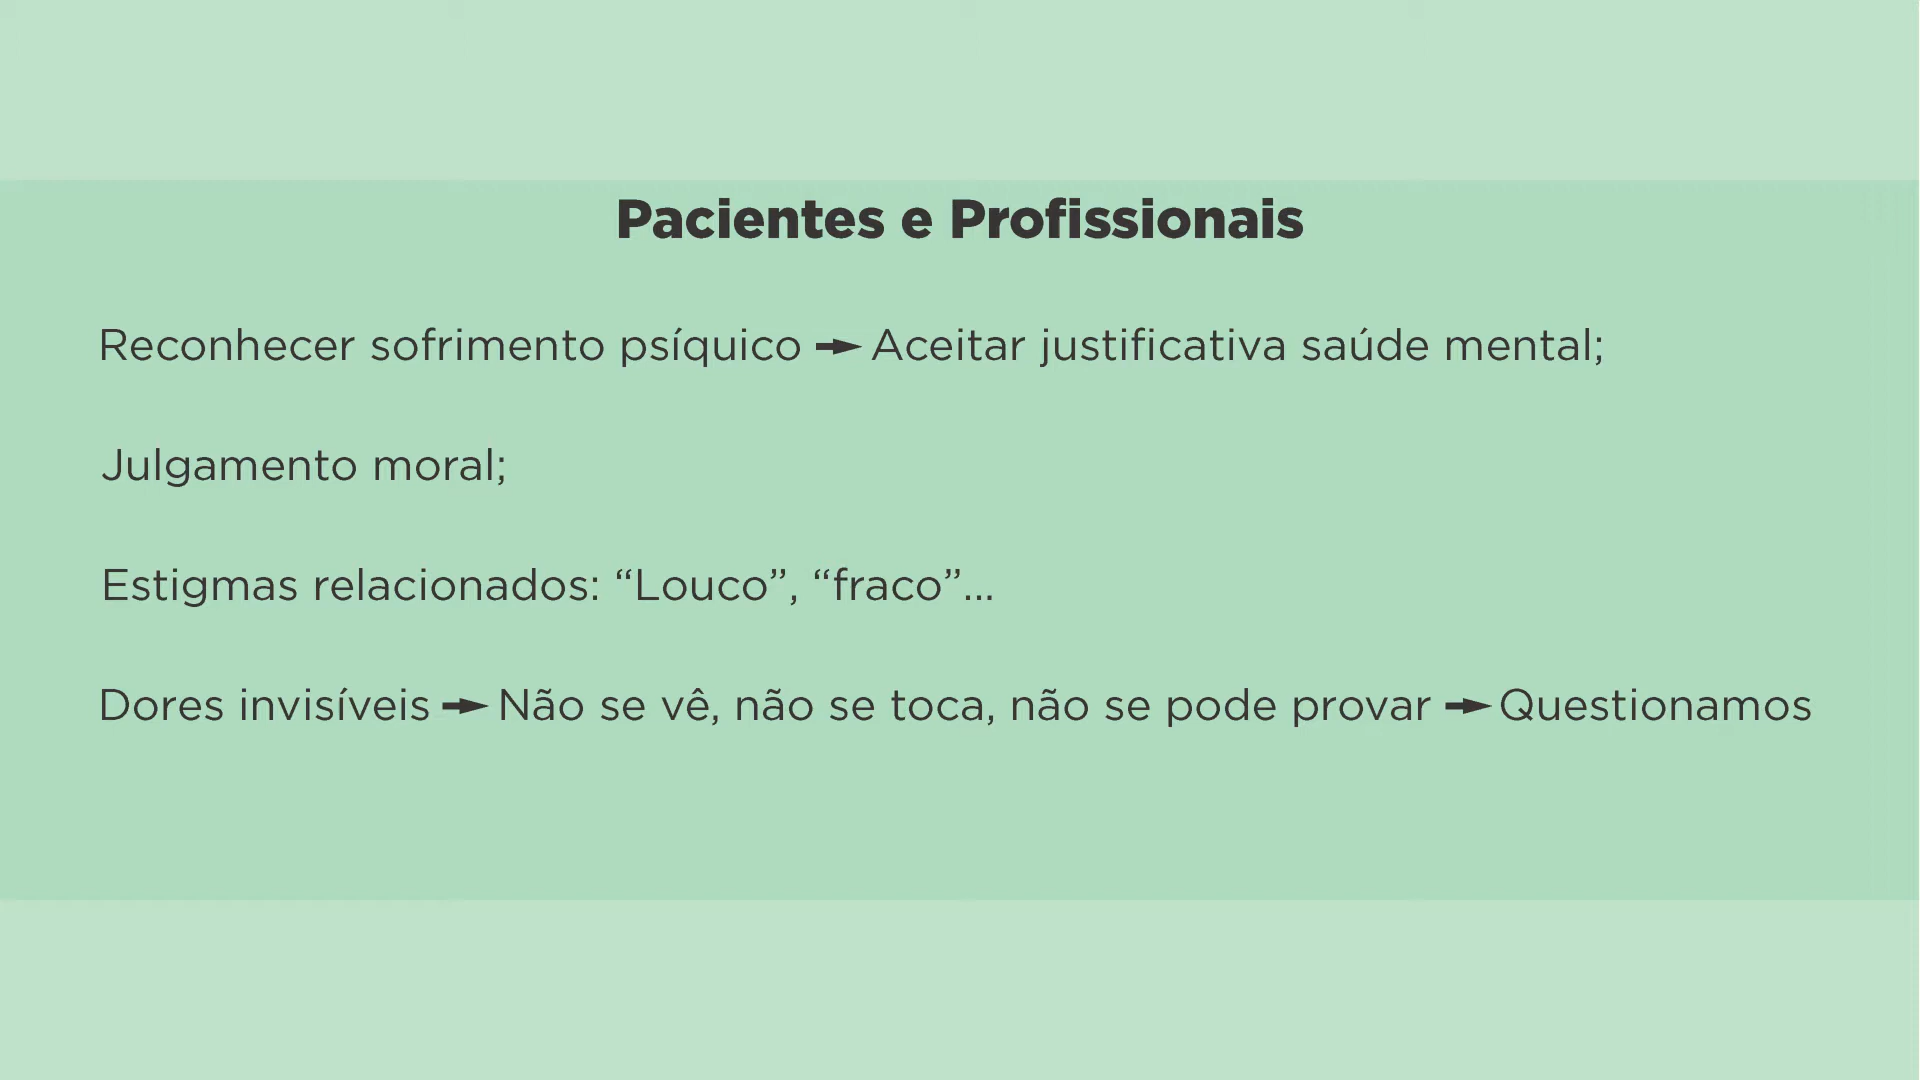 Pacientes e Profissionais
Reconhecer sofrimento psíquico ➞ Aceitar justificativa saúde mental;
Julgamento moral;
Estigmas relacionados: “Louco”, “fraco”...
Dores invisíveis ➞ Não se vê, não se toca, não se pode provar ➞ Questionamos